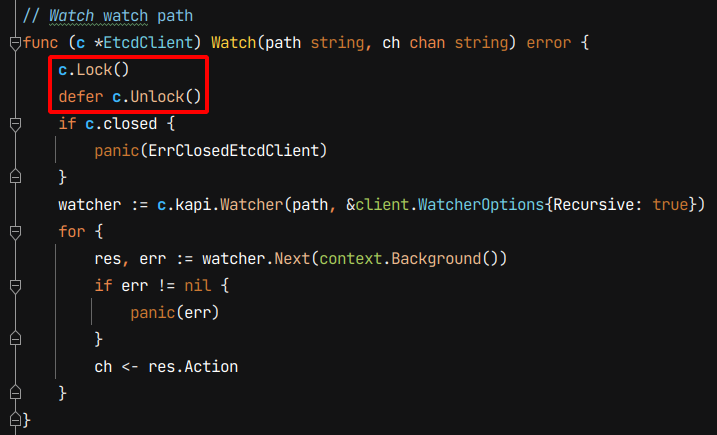 // Watch watch path
func (c *EtcdClient) Watch(path string, ch chan string) error {
c.Lock()
defer c.Unlock()
if c.closed {
panic(ErrClosedEtcdClient)
}
watcher := c.kapi.Watcher(path, &client.WatcherOptions{Recursive: true})
for {
res, err := watcher.Next(context.Background())
if err != nil {
panic(err)
}
ch <- res.Action
}
}